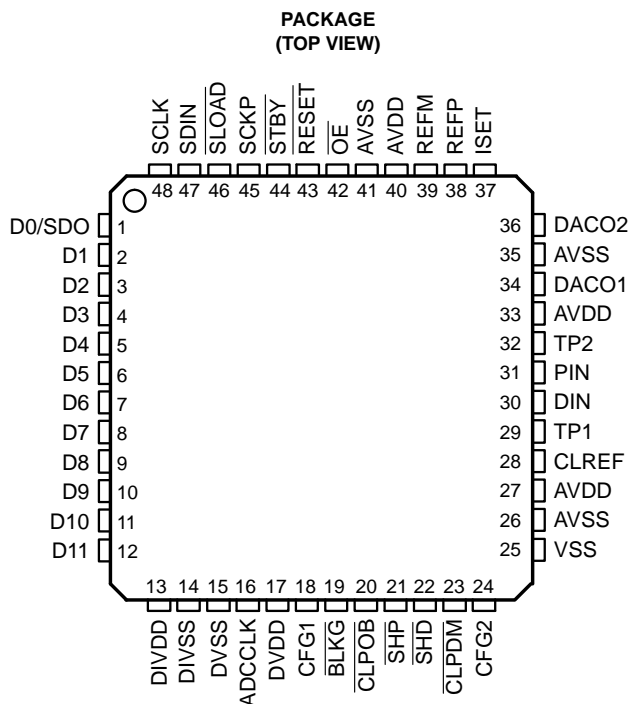 PACKAGE
(TOP VIEW)
SCLK
SDIN
SLOAD
SCKP
STBY
RESET
OE
AVSS
AVDD
REFM
REFP
ISET
48 47 46 45 44 43 42 41 40 39 38 37
D0/SDO 1
D1 2
D2 3
D3 4
D4 5
D5 6
D6 7
D7 8
D8 9
D9 10
D10 11
D11 12
36 DACO2
35 AVSS
34 DACO1
33 AVDD
32 TP2
31 PIN
30 DIN
29 TP1
28 CLREF
27 AVDD
26 AVSS
25 VSS
13 14 15 16 17 18 19 20 21 22 23 24
DIVDD
DIVSS
DVSS
ADCCLK
DVDD
CFG1
BLKG
CLPOB
SHP
SHD
CLPDM
CFG2